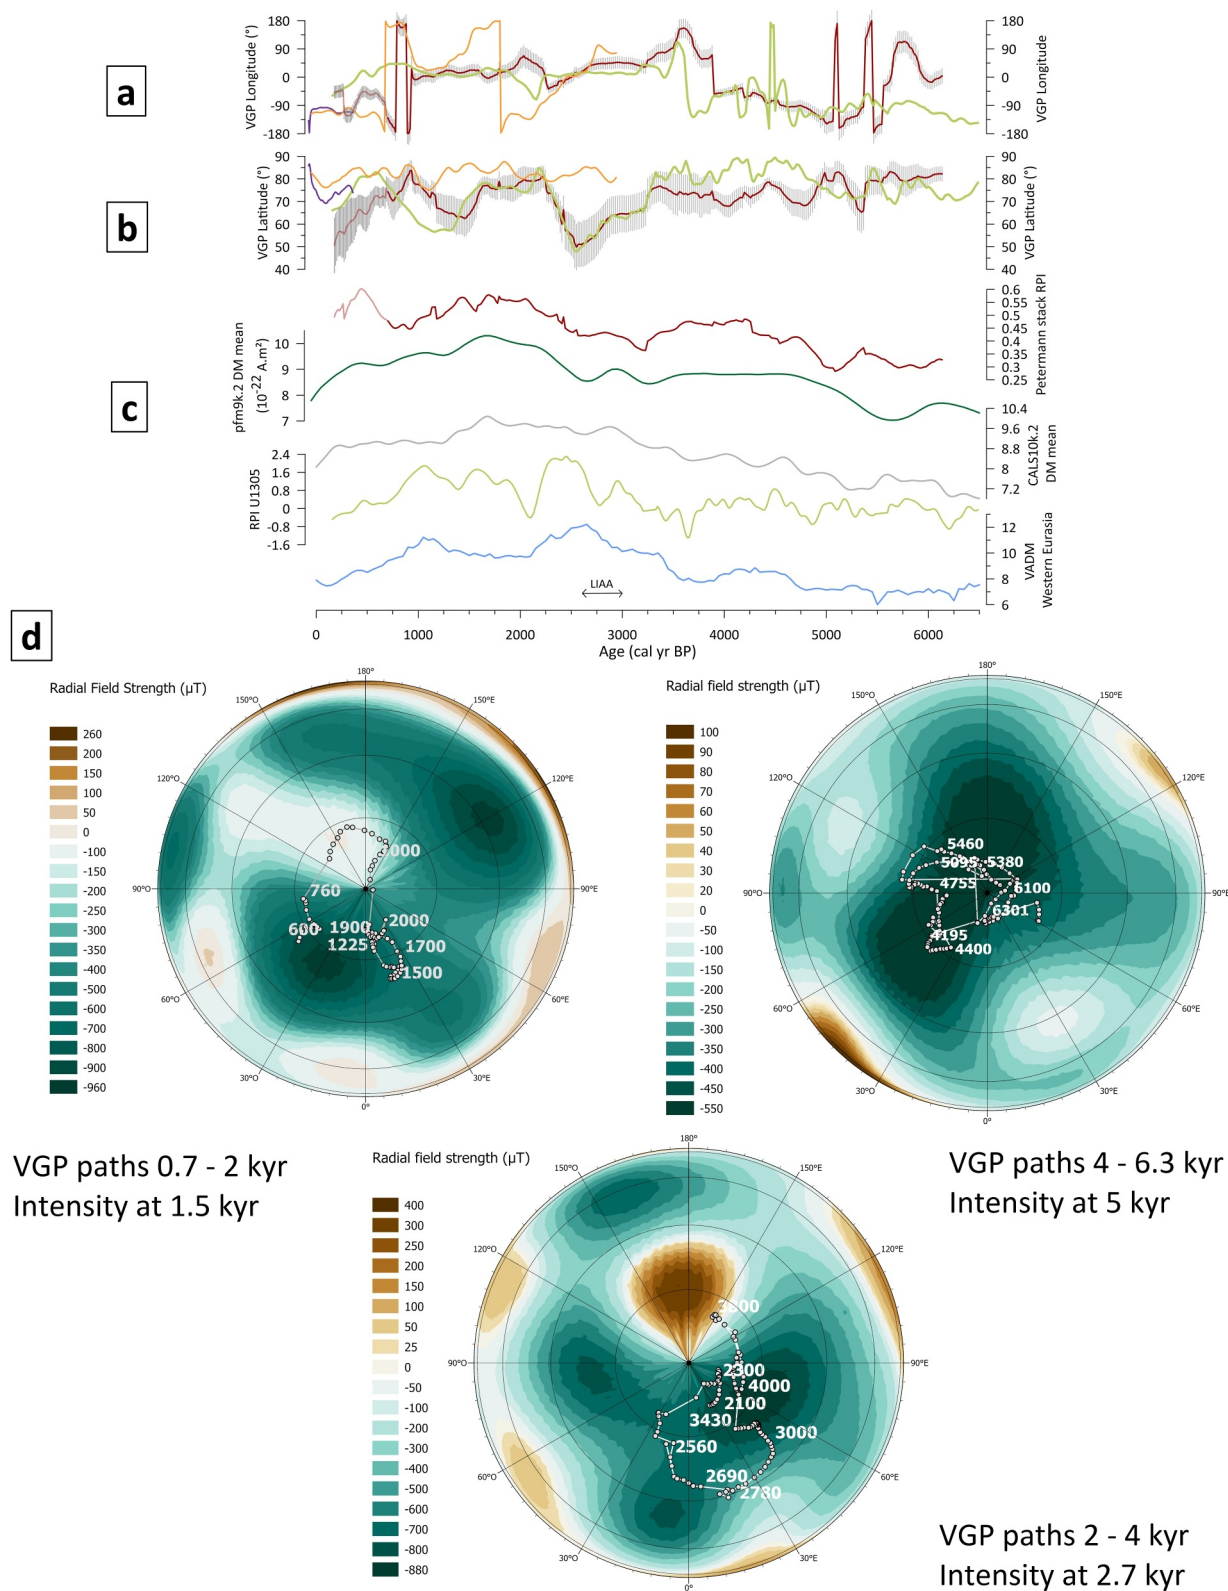 a
VGP Longitude (°)
180
90
0
-90
-180
180
90
0
-90
-180
VGP Longitude
b
VGP Latitude (°)
90
80
70
60
50
40
90
80
70
60
50
40
VGP Latitude (°)
c
0.6
0.55
0.5
0.45
0.4
0.35
0.3
0.25
Petermann stack RPI
pfm9k.2 DM mean
(10⁻²² A.m²)
10
9
8
7
10.4
9.6
8.8
8
7.2
CALS10k.2
DM mean
RPI U1305
2.4
1.6
0.8
0
-0.8
-1.6
12
10
8
6
VADM
Western Eurasia
LIAA
0
1000
2000
3000
4000
5000
6000
Age (cal yr BP)
d
Radial Field Strength (µT)
260
200
150
100
50
0
-100
-150
-200
-250
-300
-350
-400
-500
-600
-700
-800
-900
-960
180°
150°O
150°E
120°O
120°E
90°O
90°E
60°O
60°E
30°O
30°E
0°
000
760
600
1900
2000
1225
1700
1500
VGP paths 0.7 - 2 kyr
Intensity at 1.5 kyr
Radial field strength (µT)
100
90
80
70
60
50
40
30
20
10
0
-50
-100
-150
-200
-250
-300
-350
-400
-450
-550
180°
150°O
150°E
120°O
120°E
90°O
90°E
60°O
60°E
30°O
30°E
0°
5460
5095
5380
4755
6100
6301
4195
4400
VGP paths 4 - 6.3 kyr
Intensity at 5 kyr
Radial field strength (µT)
400
300
250
200
150
100
50
25
0
-50
-100
-200
-300
-400
-500
-600
-700
-800
-880
180°
150°O
150°E
120°O
120°E
90°O
90°E
60°O
60°E
30°O
30°E
0°
2300
4000
2100
3430
3000
2560
2690
2780
VGP paths 2 - 4 kyr
Intensity at 2.7 kyr